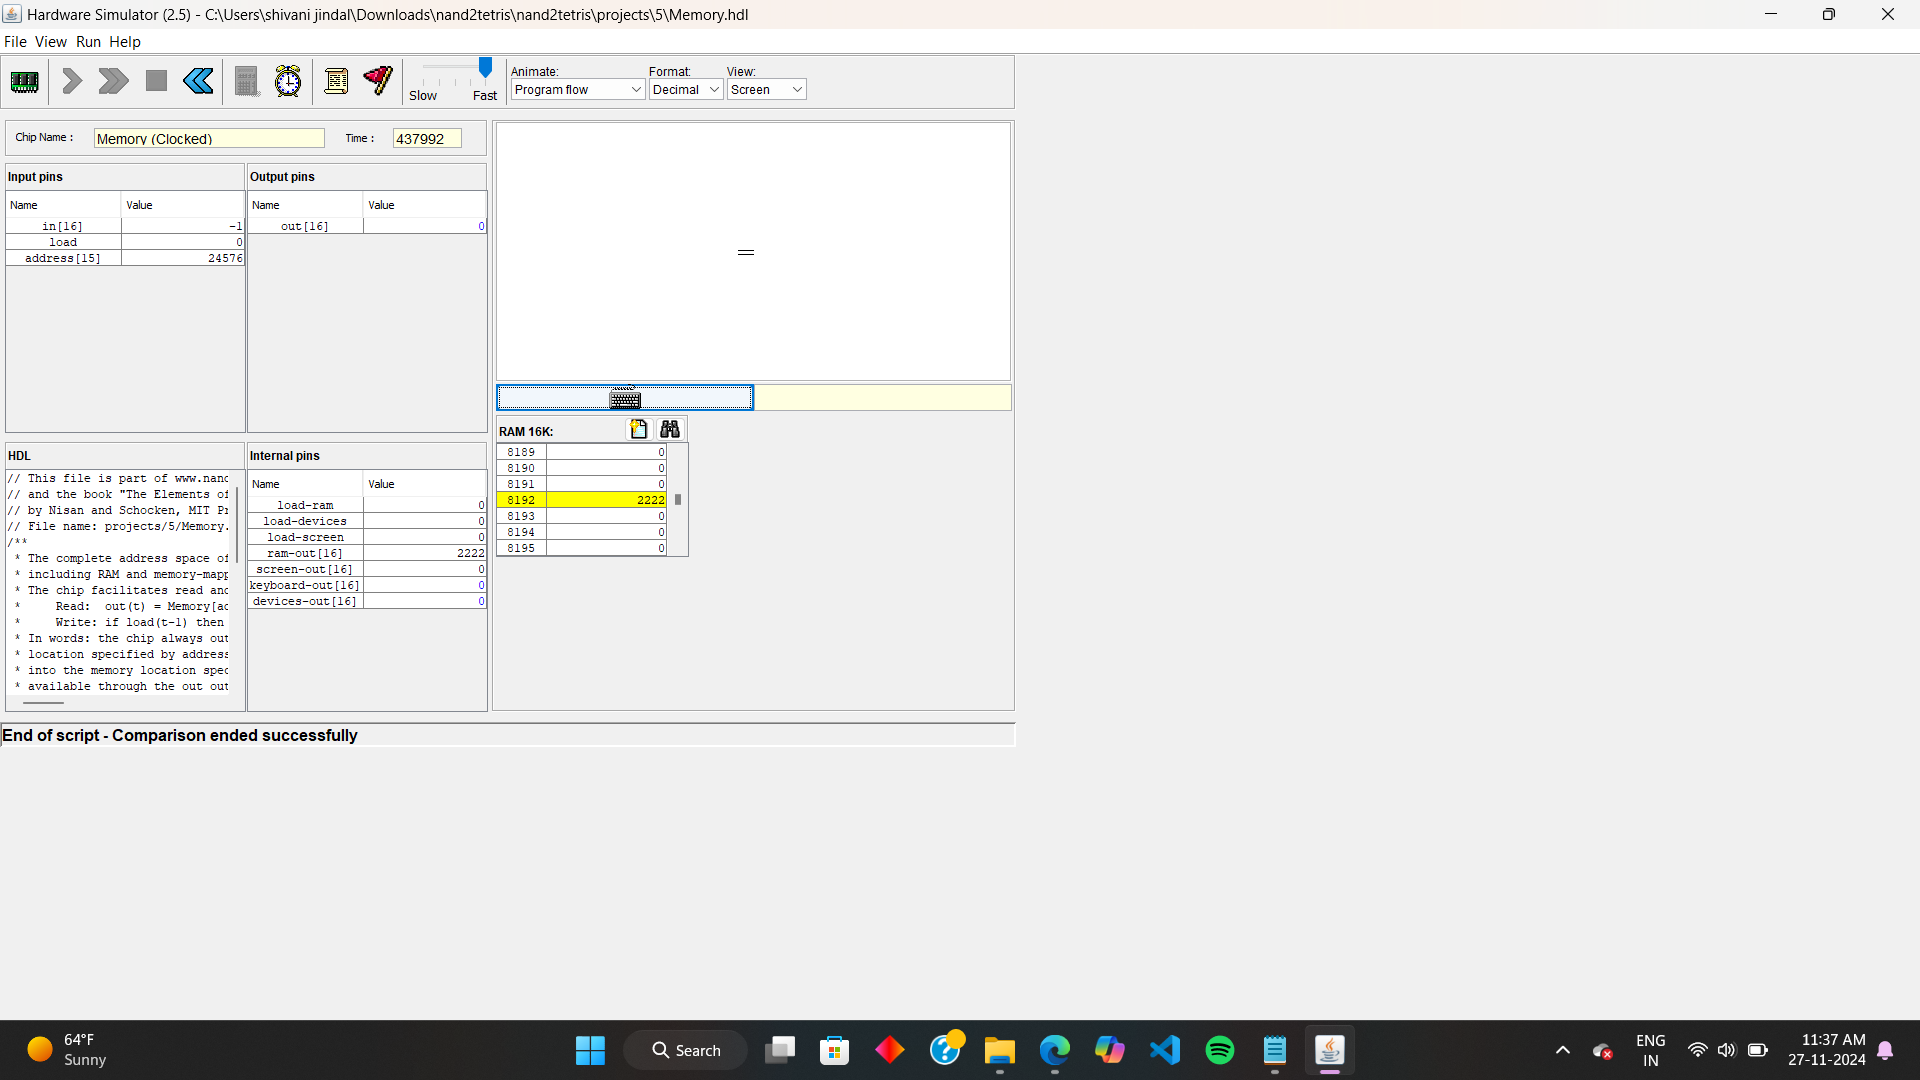 Hardware Simulator (2.5) - C:\Users\shivani jindal\Downloads\nand2tetris\nand2tetris\projects\5\Memory.hdl
File View Run Help
Slow Fast
Animate: Format: View:
Program flow Decimal Screen
Chip Name : Memory (Clocked) Time : 437992
Input pins
Name Value
in[16] -1
load 0
address[15] 24576
Output pins
Name Value
out[16] 0
HDL
// This file is part of www.nand
// and the book "The Elements of
// by Nisan and Schocken, MIT Pr
// File name: projects/5/Memory.
/**
* The complete address space of
* including RAM and memory-mapp
* The chip facilitates read and
* Read: out(t) = Memory[ad
* Write: if load(t-1) then
* In words: the chip always out
* location specified by address
* into the memory location spec
* available through the out out
Internal pins
Name Value
load-ram 0
load-devices 0
load-screen 0
ram-out[16] 2222
screen-out[16] 0
keyboard-out[16] 0
devices-out[16] 0
RAM 16K:
8189 0
8190 0
8191 0
8192 2222
8193 0
8194 0
8195 0
End of script - Comparison ended successfully
64°F
Sunny
Search
ENG
IN
11:37 AM
27-11-2024